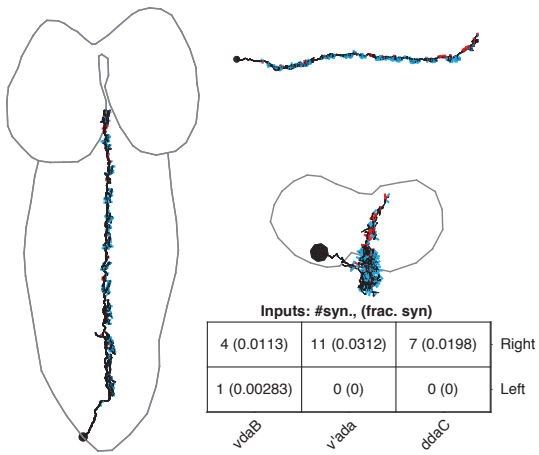 Inputs: #syn., (frac. syn)
4 (0.0113) 11 (0.0312) 7 (0.0198) Right
1 (0.00283) 0 (0) 0 (0) Left
vdaB v'ada ddaC